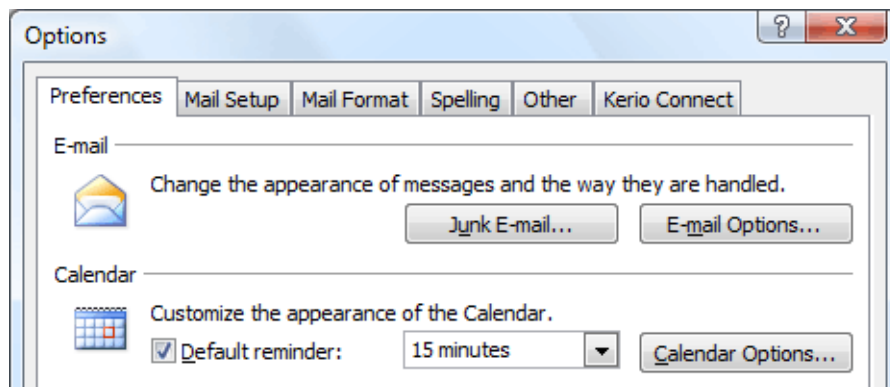 Options
Preferences Mail Setup Mail Format Spelling Other Kerio Connect
E-mail
Change the appearance of messages and the way they are handled.
Junk E-mail... E-mail Options...
Calendar
Customize the appearance of the Calendar.
Default reminder: 15 minutes Calendar Options...